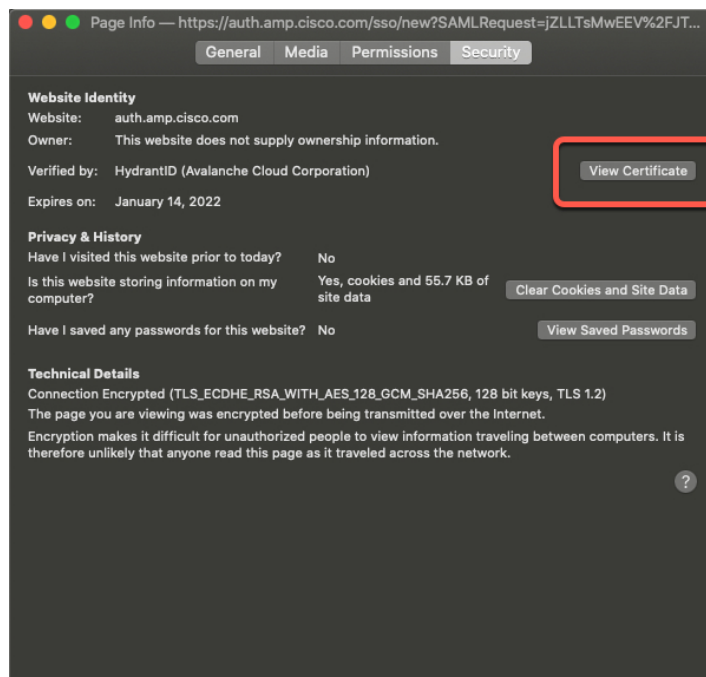 Page Info — https://auth.amp.cisco.com/sso/new?SAMLRequest=jZLLTsMwEEV%2FJT...
General Media Permissions Security
Website Identity
Website: auth.amp.cisco.com
Owner: This website does not supply ownership information.
Verified by: HydrantID (Avalanche Cloud Corporation) View Certificate
Expires on: January 14, 2022
Privacy & History
Have I visited this website prior to today? No
Is this website storing information on my computer? Yes, cookies and 55.7 KB of site data Clear Cookies and Site Data
Have I saved any passwords for this website? No View Saved Passwords
Technical Details
Connection Encrypted (TLS_ECDHE_RSA_WITH_AES_128_GCM_SHA256, 128 bit keys, TLS 1.2)
The page you are viewing was encrypted before being transmitted over the Internet.
Encryption makes it difficult for unauthorized people to view information traveling between computers. It is
therefore unlikely that anyone read this page as it traveled across the network.
?